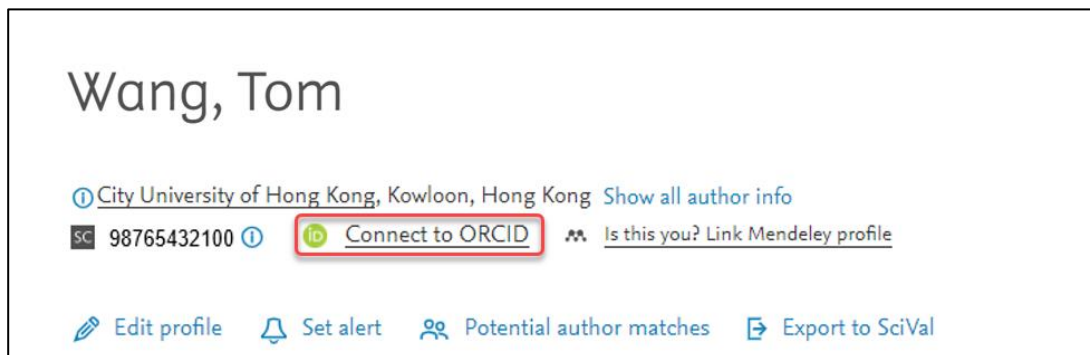 Wang, Tom
City University of Hong Kong, Kowloon, Hong Kong Show all author info
SC 98765432100 iD Connect to ORCID Is this you? Link Mendeley profile
Edit profile Set alert Potential author matches Export to SciVal